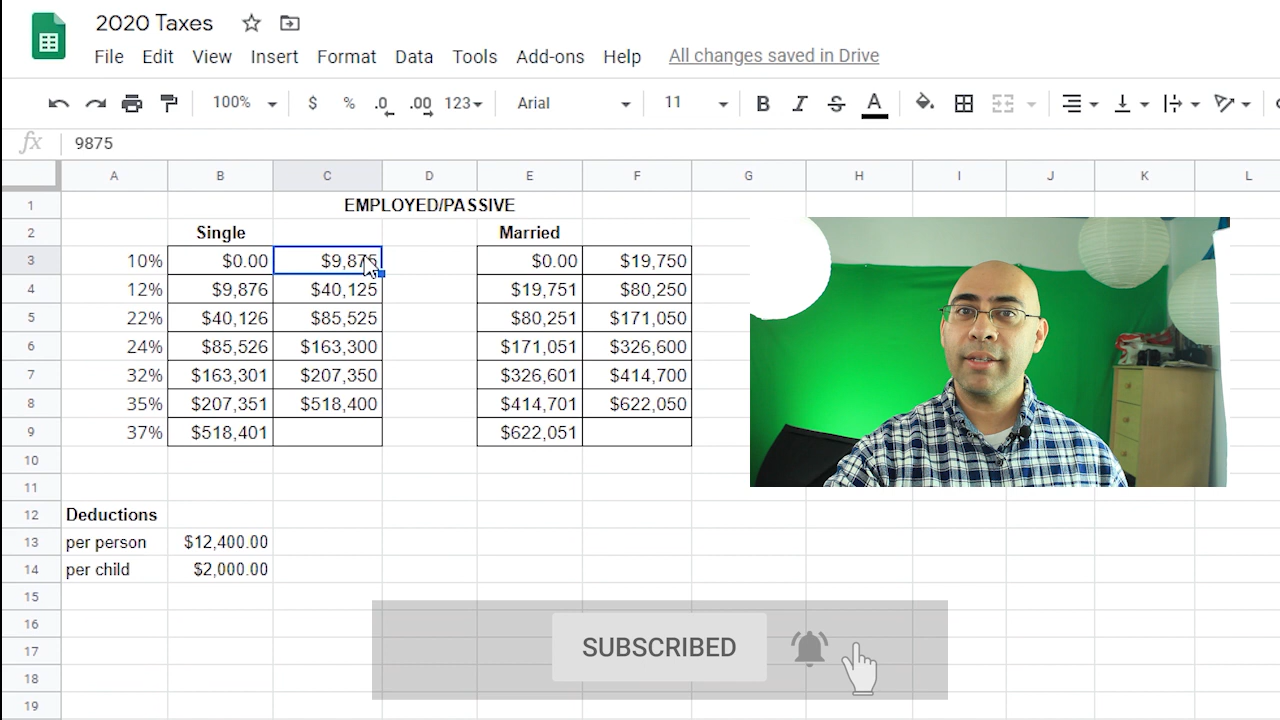 2020 Taxes
File Edit View Insert Format Data Tools Add-ons Help All changes saved in Drive
100% $ % .0 .00 123 Arial 11 B I S A
fx 9875
A B C D E F G H I J K L
1 EMPLOYED/PASSIVE
2 Single Married
3 10% $0.00 $9,875 $0.00 $19,750
4 12% $9,876 $40,125 $19,751 $80,250
5 22% $40,126 $85,525 $80,251 $171,050
6 24% $85,526 $163,300 $171,051 $326,600
7 32% $163,301 $207,350 $326,601 $414,700
8 35% $207,351 $518,400 $414,701 $622,050
9 37% $518,401 $622,051
10
11
12 Deductions
13 per person $12,400.00
14 per child $2,000.00
15
16
17 SUBSCRIBED
18
19